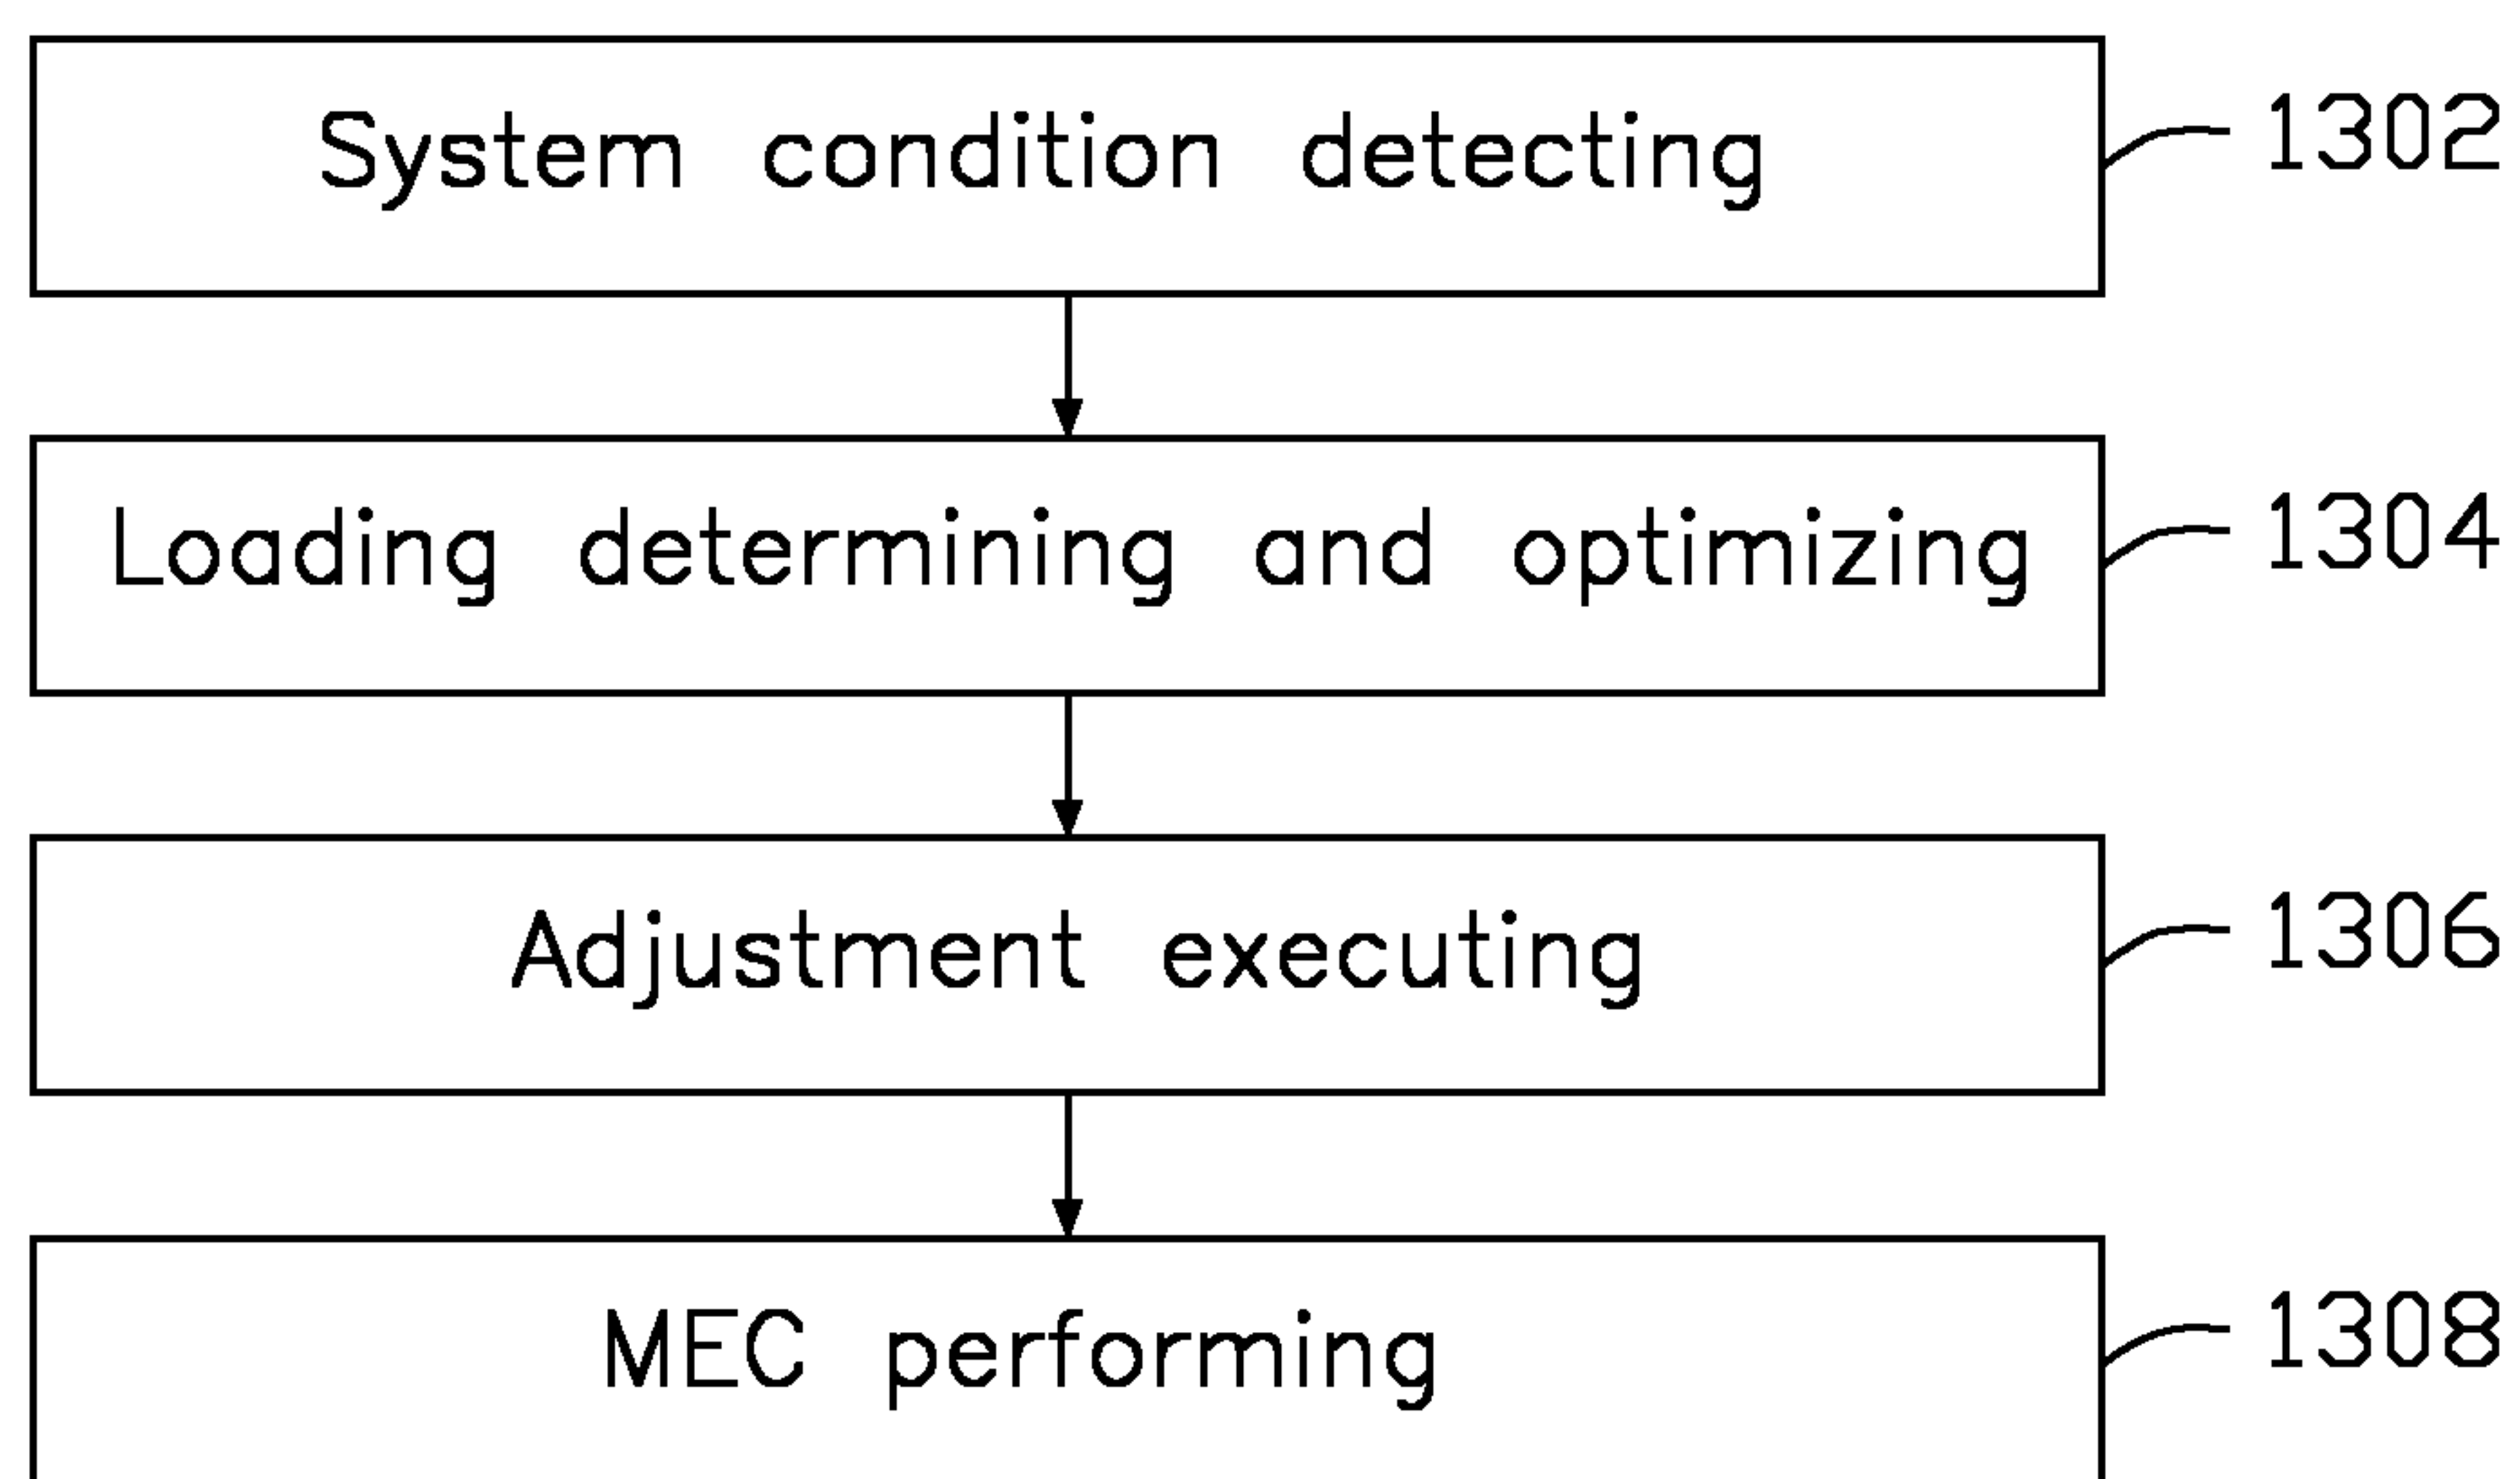 System condition detecting 1302
Loading determining and optimizing 1304
Adjustment executing 1306
MEC performing 1308